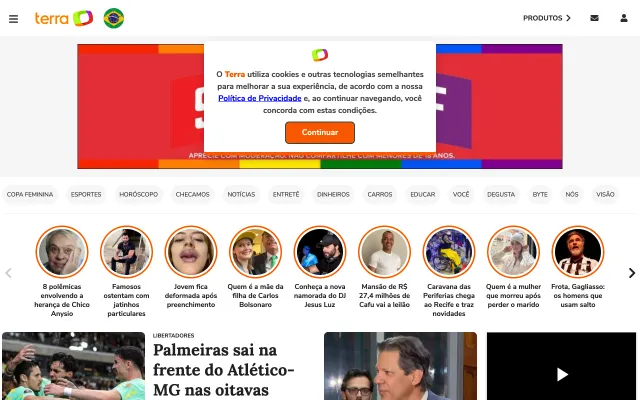 terra
PRODUTOS
O Terra utiliza cookies e outras tecnologias semelhantes
para melhorar a sua experiência, de acordo com a nossa
Política de Privacidade e, ao continuar navegando, você
concorda com estas condições.
Continuar
APRECIE COM MODERAÇÃO. NÃO COMPARTILHE COM MENORES DE 18 ANOS.
COPA FEMININA
ESPORTES
HORÓSCOPO
CHECAMOS
NOTÍCIAS
ENTRETÊ
DINHEIROS
CARROS
EDUCAR
VOCÊ
DEGUSTA
BYTE
NÓS
VISÃO
8 polêmicas
envolvendo a
herança de Chico
Anysio
Famosos
ostentam com
jatinhos
particulares
Jovem fica
deformada após
preenchimento
Quem é a mãe da
filha de Carlos
Bolsonaro
Conheça a nova
namorada do DJ
Jesus Luz
Mansão de R$
27,4 milhões de
Cafu vai a leilão
Caravana das
Periferias chega
ao Recife e traz
novidades
Quem é a mulher
que morreu após
perder o marido
Frota, Gagliasso:
os homens que
usam salto
LIBERTADORES
Palmeiras sai na
frente do Atlético-
MG nas oitavas